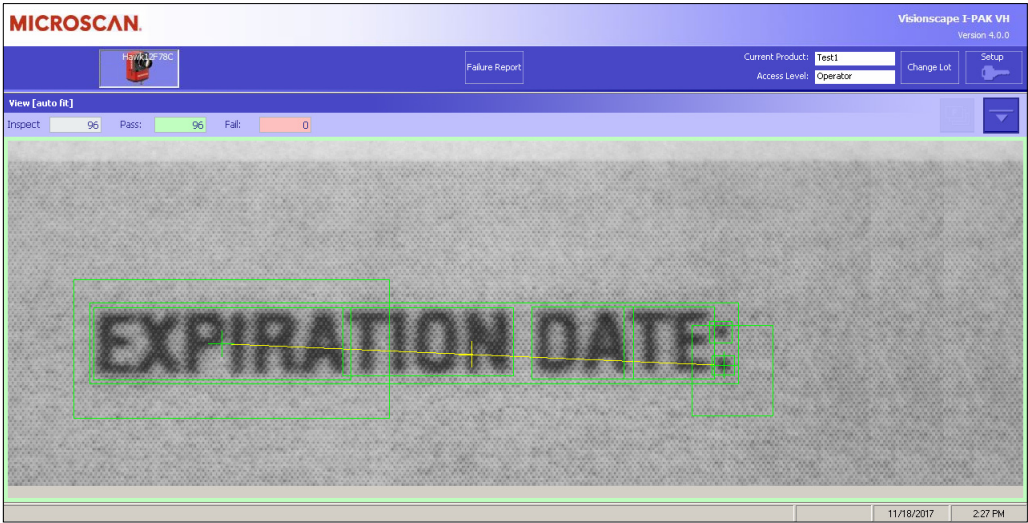 MICROSCAN.
Visionscape I-PAK VH
Version 4.0.0
Hawk12F78C
Failure Report
Current Product: Test1
Access Level: Operator
Change Lot
Setup
View [auto fit]
Inspect 96 Pass: 96 Fail: 0
EXPIRATION DATE:
11/18/2017 2:27 PM